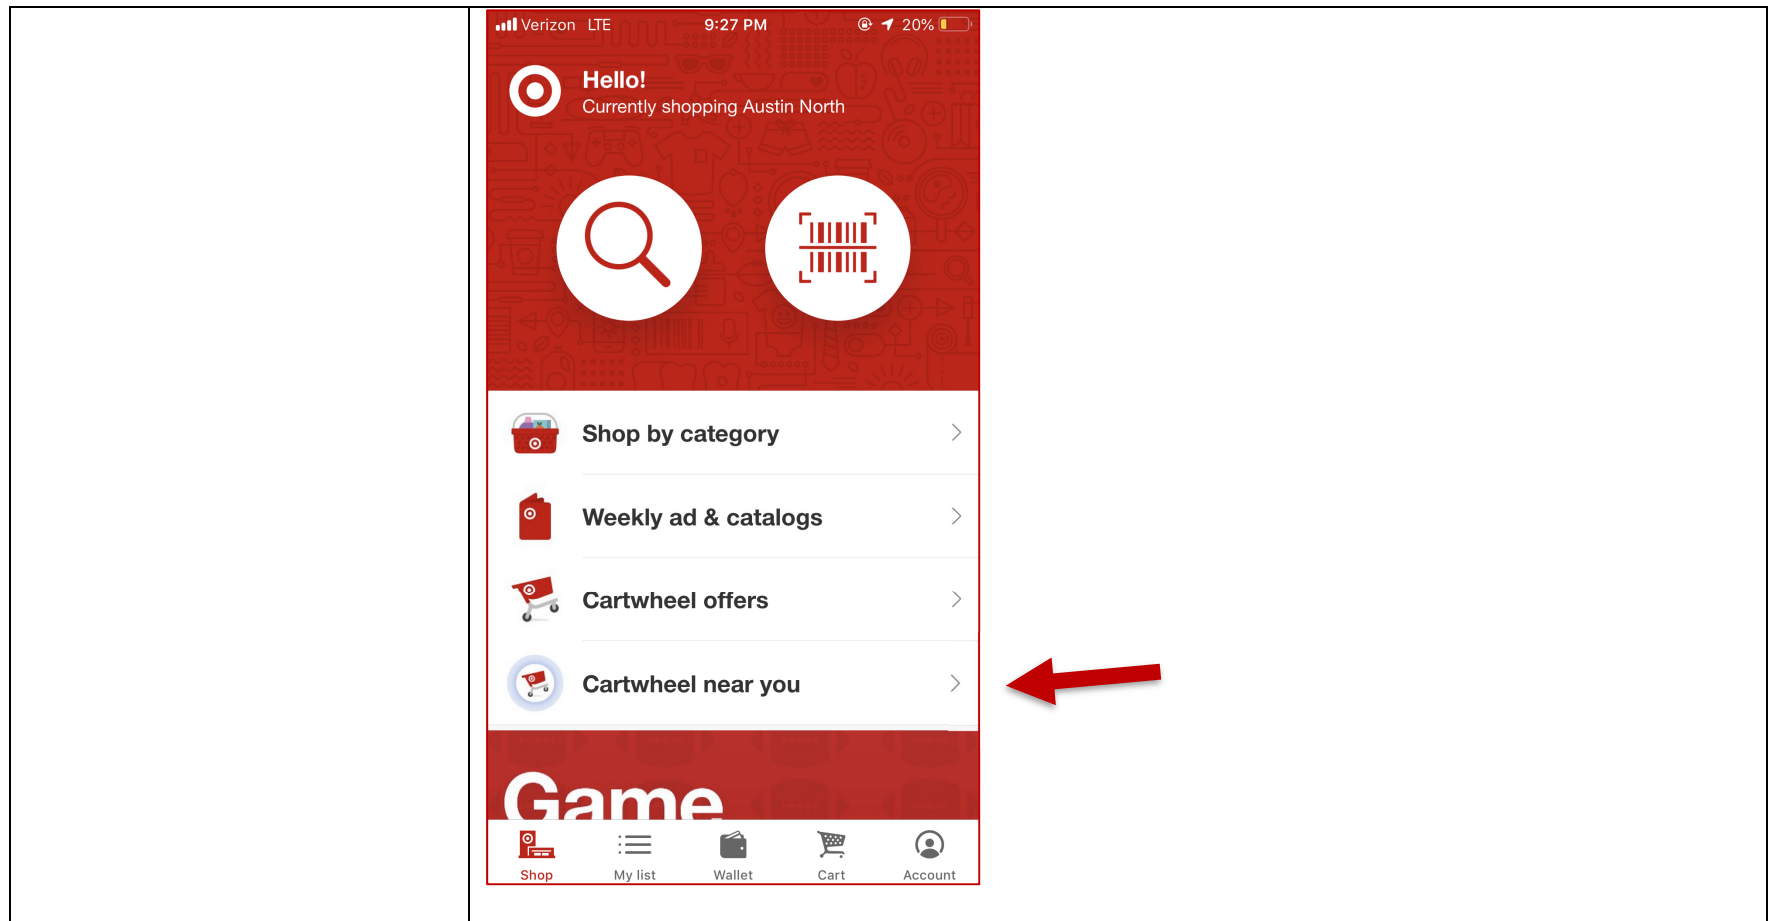 Verizon LTE 9:27 PM 20%
Hello!
Currently shopping Austin North
Shop by category
Weekly ad & catalogs
Cartwheel offers
Cartwheel near you
Game
Shop My list Wallet Cart Account